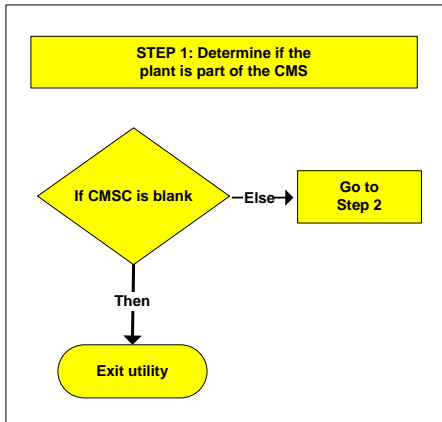 STEP 1: Determine if the
plant is part of the CMS
If CMSC is blank
Else
Go to
Step 2
Then
Exit utility